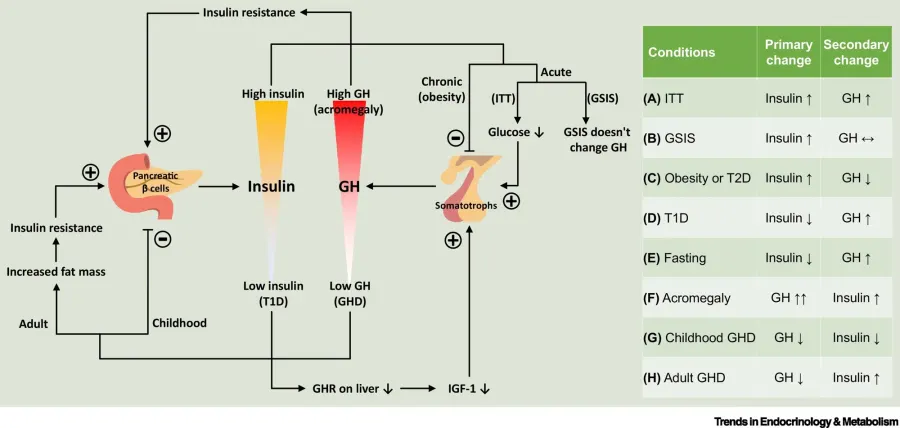 Insulin resistance
High insulin
High GH
(acromegaly)
Chronic
(obesity)
Acute
(ITT)
(GSIS)
Glucose ↓
GSIS doesn't
change GH
Pancreatic
β-cells
Insulin
GH
Somatotrophs
Insulin resistance
Increased fat mass
Adult
Childhood
Low insulin
(T1D)
Low GH
(GHD)
GHR on liver ↓
IGF-1 ↓
Conditions Primary change Secondary change
(A) ITT Insulin ↑ GH ↑
(B) GSIS Insulin ↑ GH ↔
(C) Obesity or T2D Insulin ↑ GH ↓
(D) T1D Insulin ↓ GH ↑
(E) Fasting Insulin ↓ GH ↑
(F) Acromegaly GH ↑↑ Insulin ↑
(G) Childhood GHD GH ↓ Insulin ↓
(H) Adult GHD GH ↓ Insulin ↑
Trends in Endocrinology & Metabolism